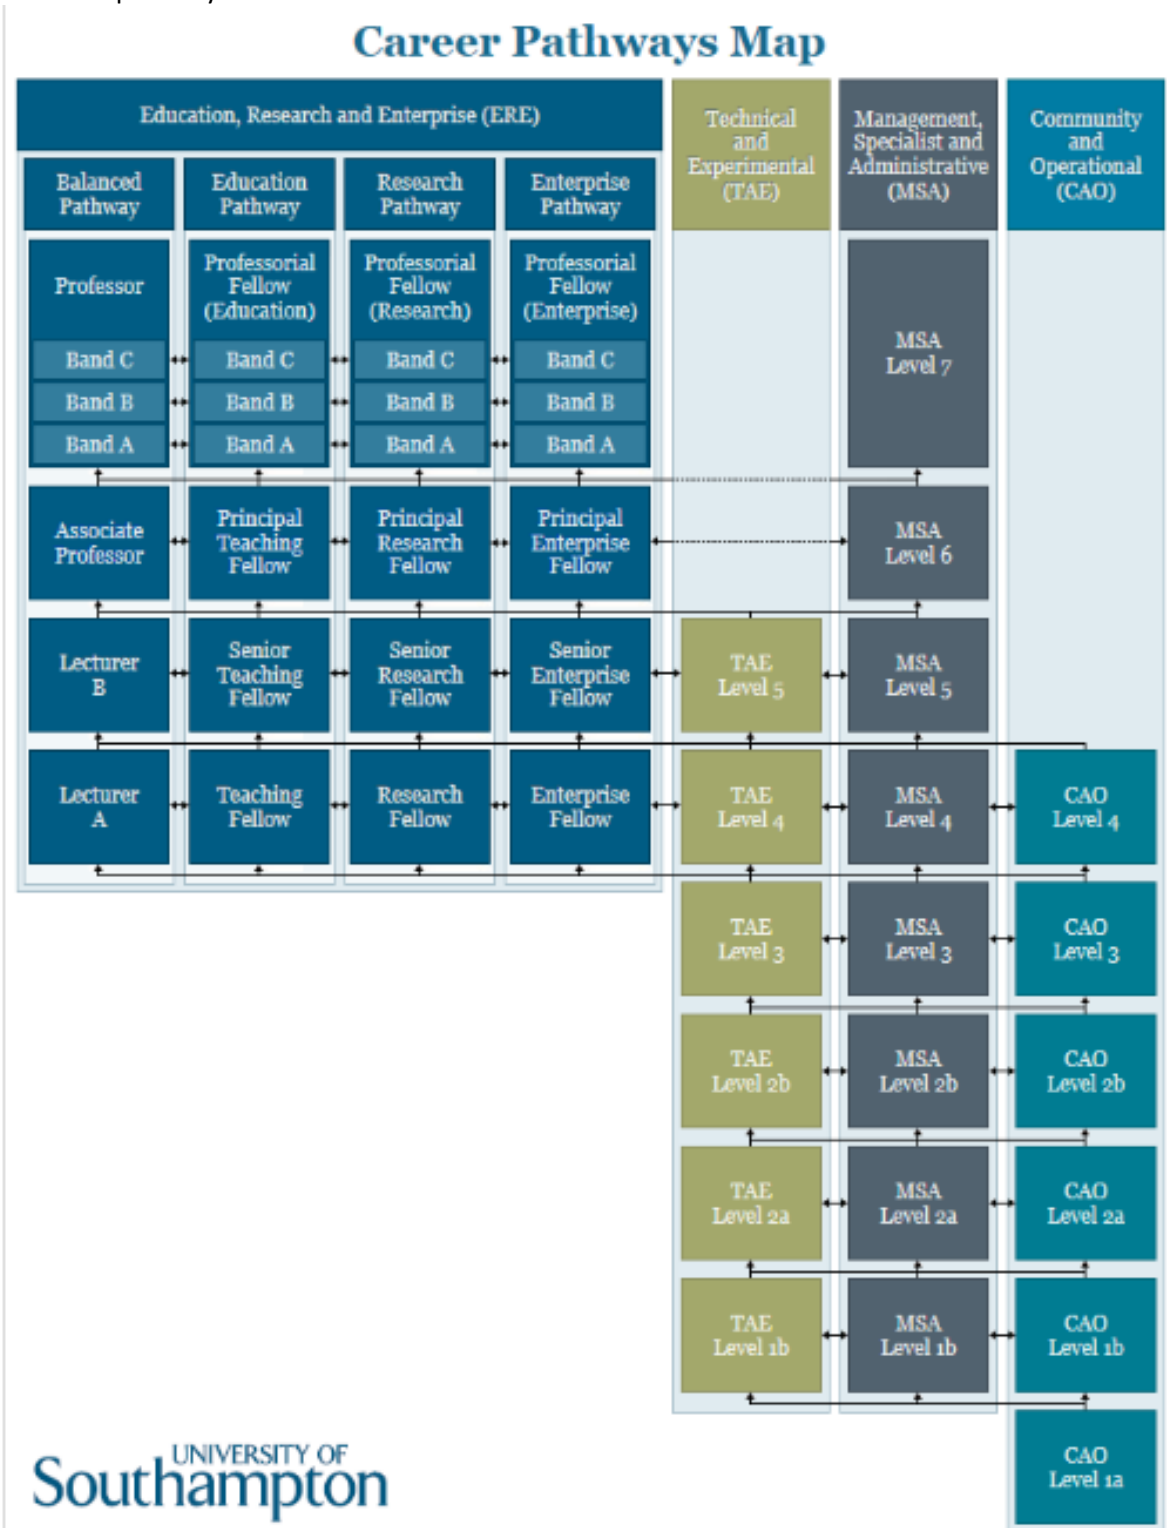 Career Pathways Map
Education, Research and Enterprise (ERE)
Technical
and
Experimental
(TAE)
Management,
Specialist and
Administrative
(MSA)
Community
and
Operational
(CAO)
Balanced
Pathway
Education
Pathway
Research
Pathway
Enterprise
Pathway
Professor
Band C
Band B
Band A
Professorial
Fellow
(Education)
Band C
Band B
Band A
Professorial
Fellow
(Research)
Band C
Band B
Band A
Professorial
Fellow
(Enterprise)
Band C
Band B
Band A
MSA
Level 7
Associate
Professor
Principal
Teaching
Fellow
Principal
Research
Fellow
Principal
Enterprise
Fellow
MSA
Level 6
Lecturer
B
Senior
Teaching
Fellow
Senior
Research
Fellow
Senior
Enterprise
Fellow
TAE
Level 5
MSA
Level 5
Lecturer
A
Teaching
Fellow
Research
Fellow
Enterprise
Fellow
TAE
Level 4
MSA
Level 4
CAO
Level 4
TAE
Level 3
MSA
Level 3
CAO
Level 3
TAE
Level 2b
MSA
Level 2b
CAO
Level 2b
TAE
Level 2a
MSA
Level 2a
CAO
Level 2a
TAE
Level 1b
MSA
Level 1b
CAO
Level 1b
CAO
Level 1a
UNIVERSITY OF
Southampton